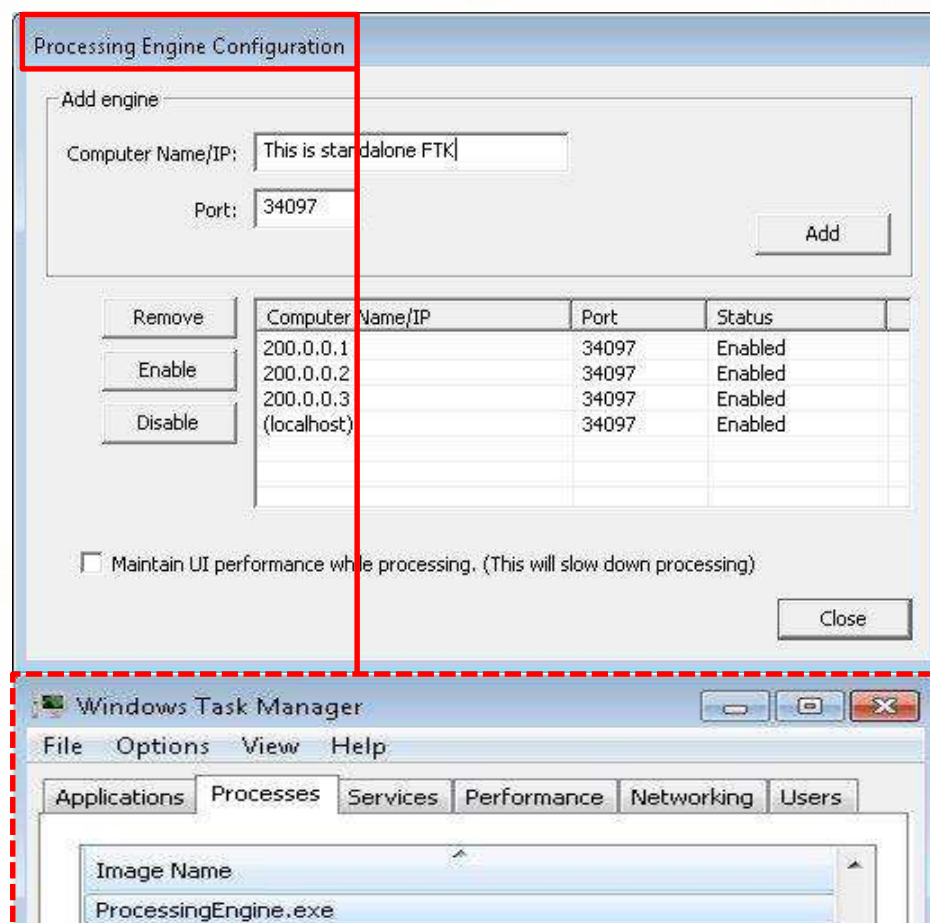 Processing Engine Configuration
Add engine
Computer Name/IP: This is standalone FTK
Port: 34097
Add
Remove
Enable
Disable
Computer Name/IP Port Status
200.0.0.1 34097 Enabled
200.0.0.2 34097 Enabled
200.0.0.3 34097 Enabled
(localhost) 34097 Enabled
Maintain UI performance while processing. (This will slow down processing)
Close
Windows Task Manager
File Options View Help
Applications Processes Services Performance Networking Users
Image Name
ProcessingEngine.exe